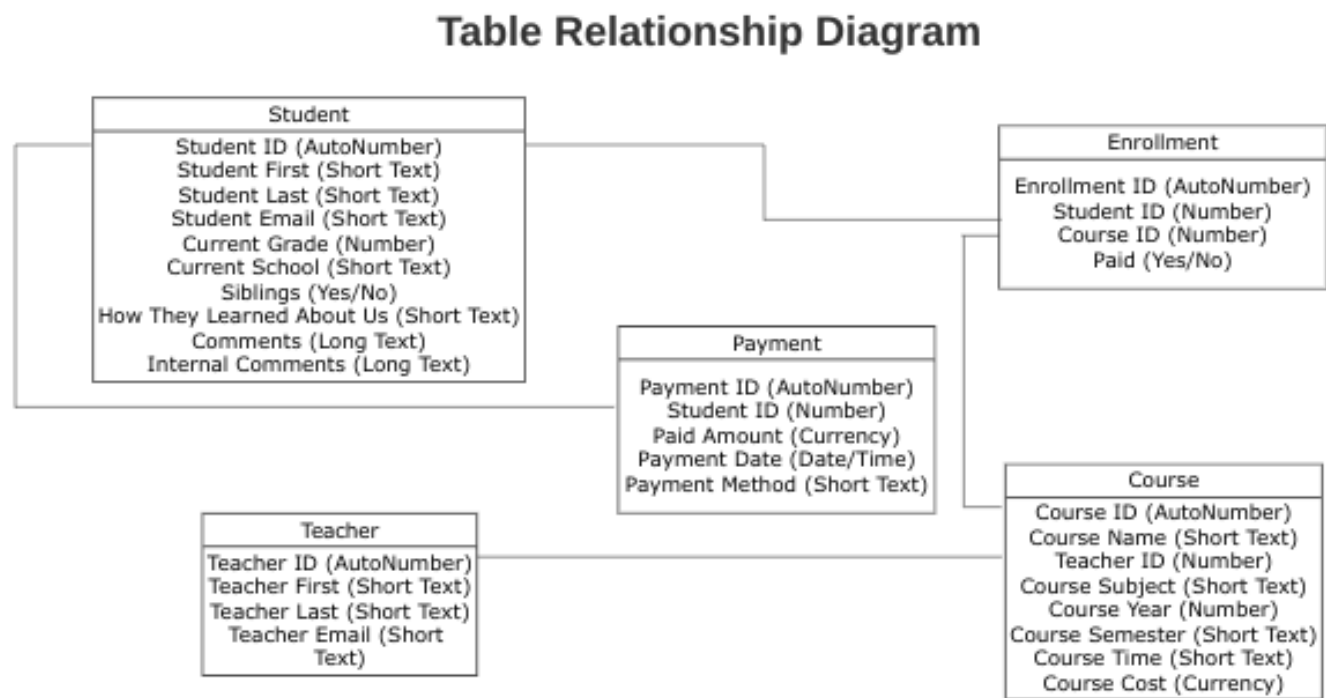 Table Relationship Diagram
Student
Student ID (AutoNumber)
Student First (Short Text)
Student Last (Short Text)
Student Email (Short Text)
Current Grade (Number)
Current School (Short Text)
Siblings (Yes/No)
How They Learned About Us (Short Text)
Comments (Long Text)
Internal Comments (Long Text)
Enrollment
Enrollment ID (AutoNumber)
Student ID (Number)
Course ID (Number)
Paid (Yes/No)
Payment
Payment ID (AutoNumber)
Student ID (Number)
Paid Amount (Currency)
Payment Date (Date/Time)
Payment Method (Short Text)
Teacher
Teacher ID (AutoNumber)
Teacher First (Short Text)
Teacher Last (Short Text)
Teacher Email (Short
Text)
Course
Course ID (AutoNumber)
Course Name (Short Text)
Teacher ID (Number)
Course Subject (Short Text)
Course Year (Number)
Course Semester (Short Text)
Course Time (Short Text)
Course Cost (Currency)